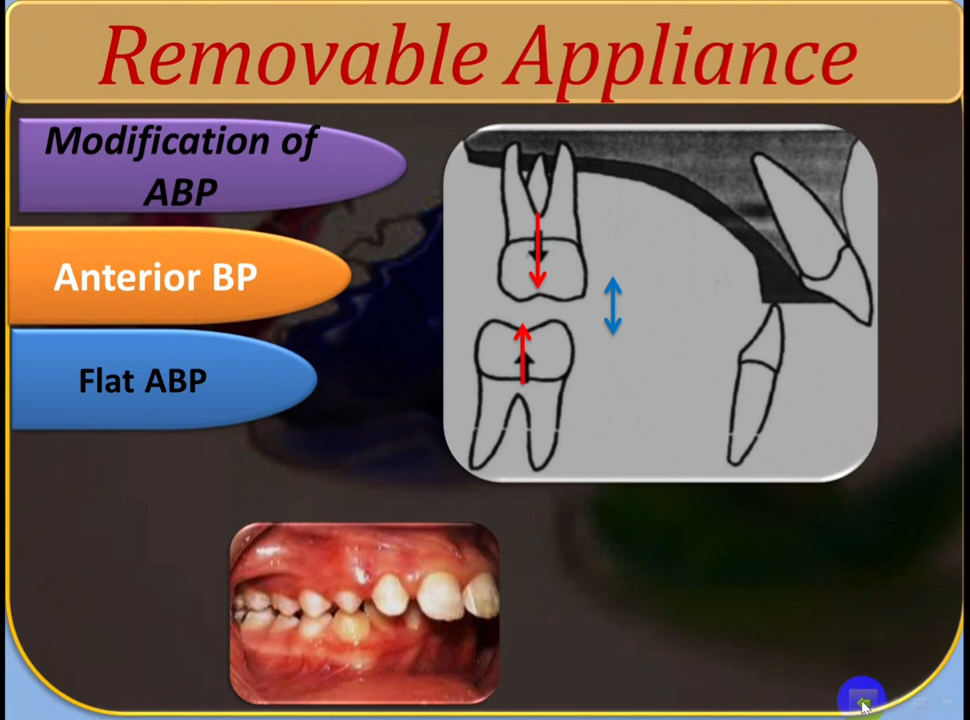 Removable Appliance
Modification of
ABP
Anterior BP
Flat ABP